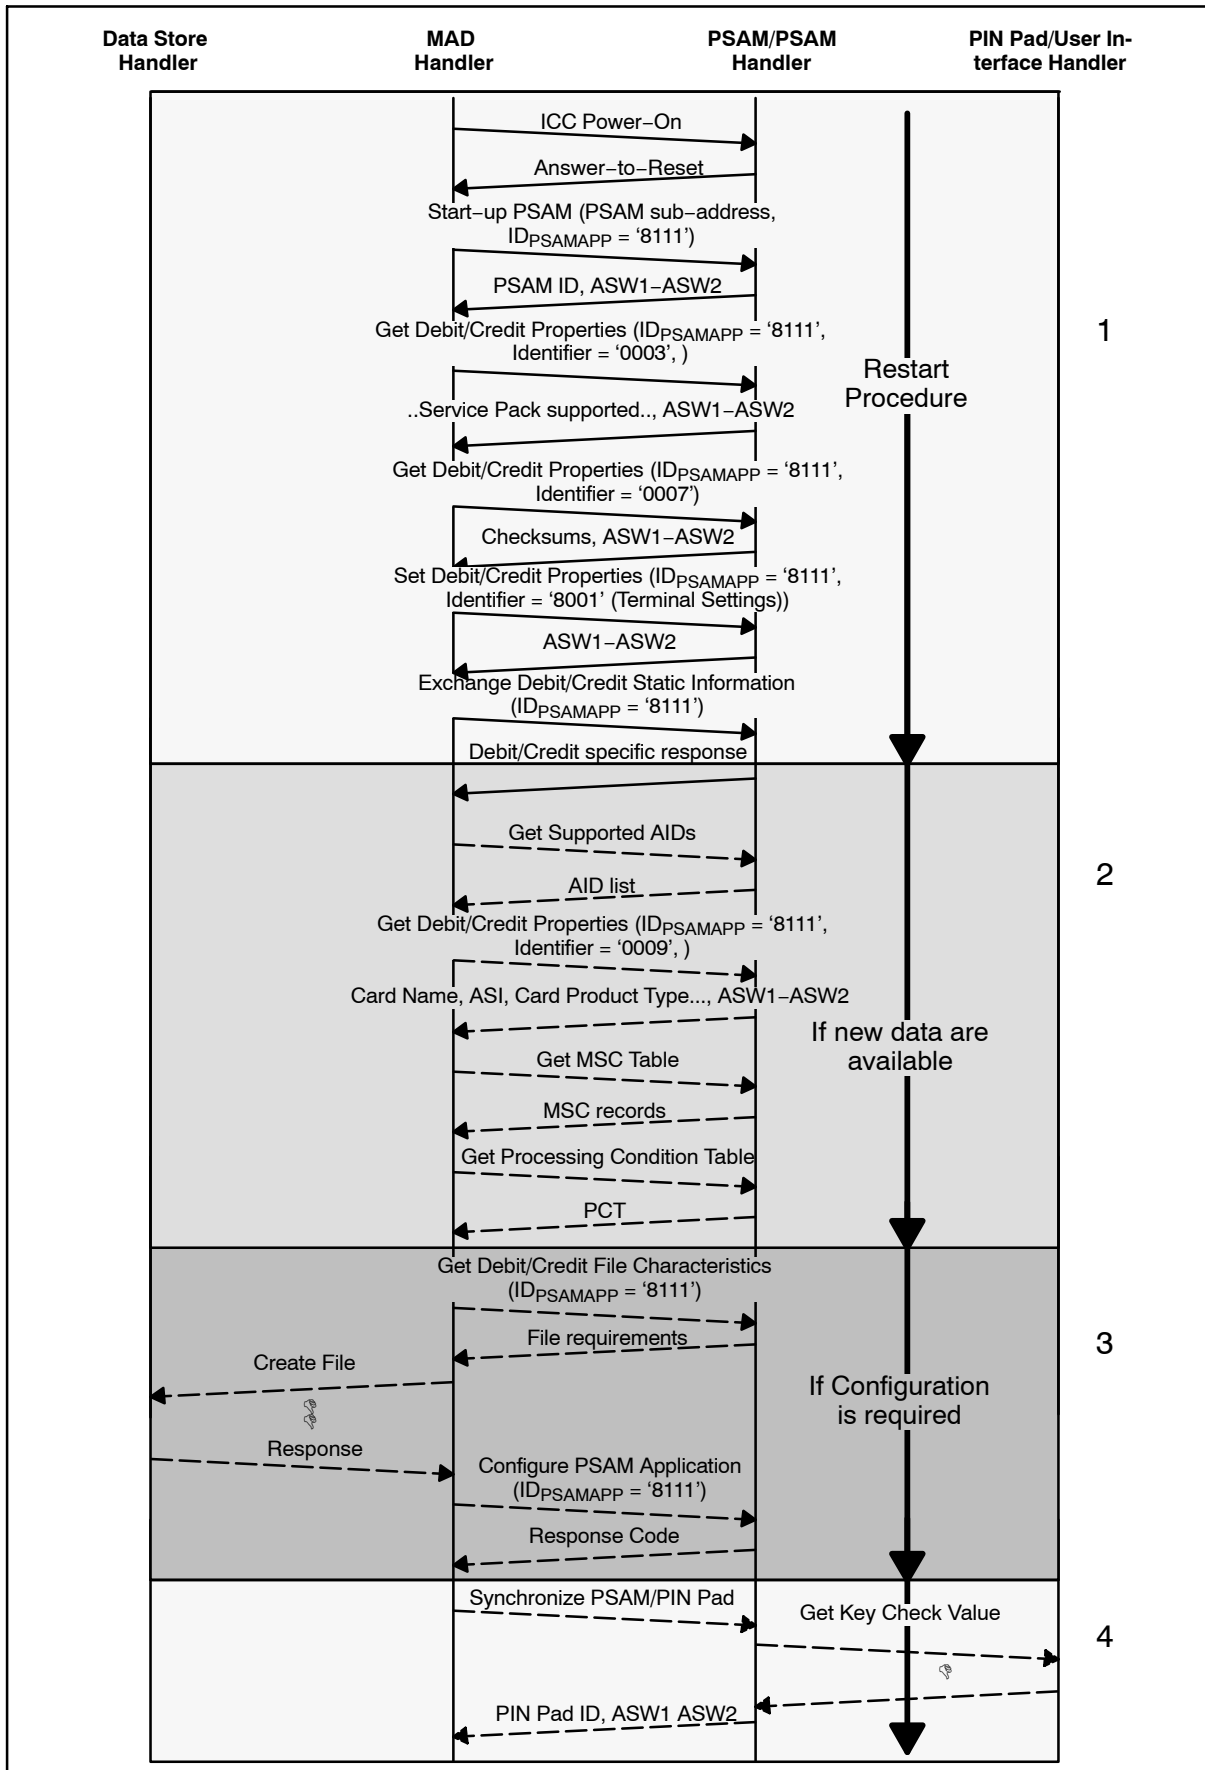 Data Store
Handler
MAD
Handler
PSAM/PSAM
Handler
PIN Pad/User In-
terface Handler
ICC Power–On
Answer–to–Reset
Start–up PSAM (PSAM sub–address,
IDPSAMAPP = ‘8111’)
PSAM ID, ASW1–ASW2
Get Debit/Credit Properties (IDPSAMAPP = ‘8111’,
Identifier = ‘0003’, )
..Service Pack supported.., ASW1–ASW2
Get Debit/Credit Properties (IDPSAMAPP = ‘8111’,
Identifier = ‘0007’)
Checksums, ASW1–ASW2
Set Debit/Credit Properties (IDPSAMAPP = ‘8111’,
Identifier = ‘8001’ (Terminal Settings))
ASW1–ASW2
Exchange Debit/Credit Static Information
(IDPSAMAPP = ‘8111’)
Debit/Credit specific response
Restart
Procedure
1
Get Supported AIDs
AID list
Get Debit/Credit Properties (IDPSAMAPP = ‘8111’,
Identifier = ‘0009’, )
Card Name, ASI, Card Product Type..., ASW1–ASW2
Get MSC Table
MSC records
Get Processing Condition Table
PCT
If new data are
available
2
Get Debit/Credit File Characteristics
(IDPSAMAPP = ‘8111’)
File requirements
Create File
Response
Configure PSAM Application
(IDPSAMAPP = ‘8111’)
Response Code
If Configuration
is required
3
Synchronize PSAM/PIN Pad
Get Key Check Value
PIN Pad ID, ASW1 ASW2
4